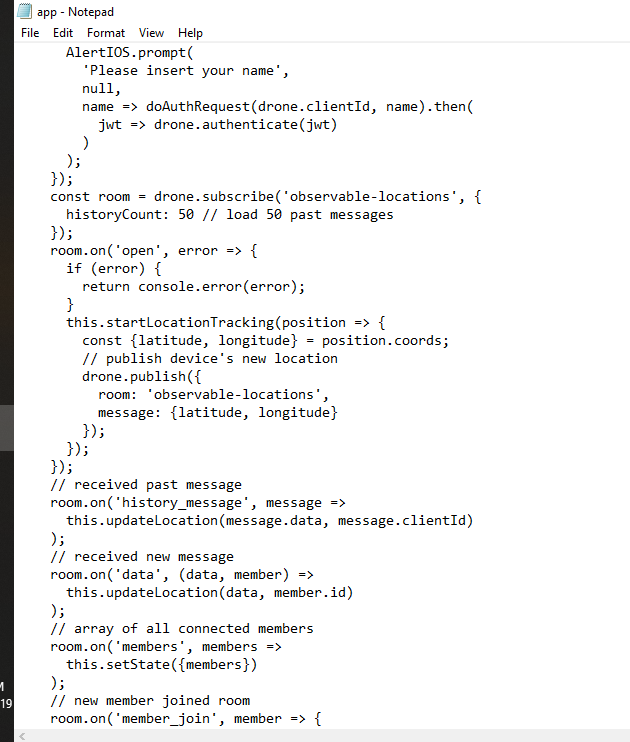 app - Notepad
File Edit Format View Help
AlertIOS.prompt(
'Please insert your name',
null,
name => doAuthRequest(drone.clientId, name).then(
jwt => drone.authenticate(jwt)
)
);
});
const room = drone.subscribe('observable-locations', {
historyCount: 50 // load 50 past messages
});
room.on('open', error => {
if (error) {
return console.error(error);
}
this.startLocationTracking(position => {
const {latitude, longitude} = position.coords;
// publish device's new location
drone.publish({
room: 'observable-locations',
message: {latitude, longitude}
});
});
});
// received past message
room.on('history_message', message =>
this.updateLocation(message.data, message.clientId)
);
// received new message
room.on('data', (data, member) =>
this.updateLocation(data, member.id)
);
// array of all connected members
room.on('members', members =>
this.setState({members})
);
// new member joined room
room.on('member_join', member => {
19